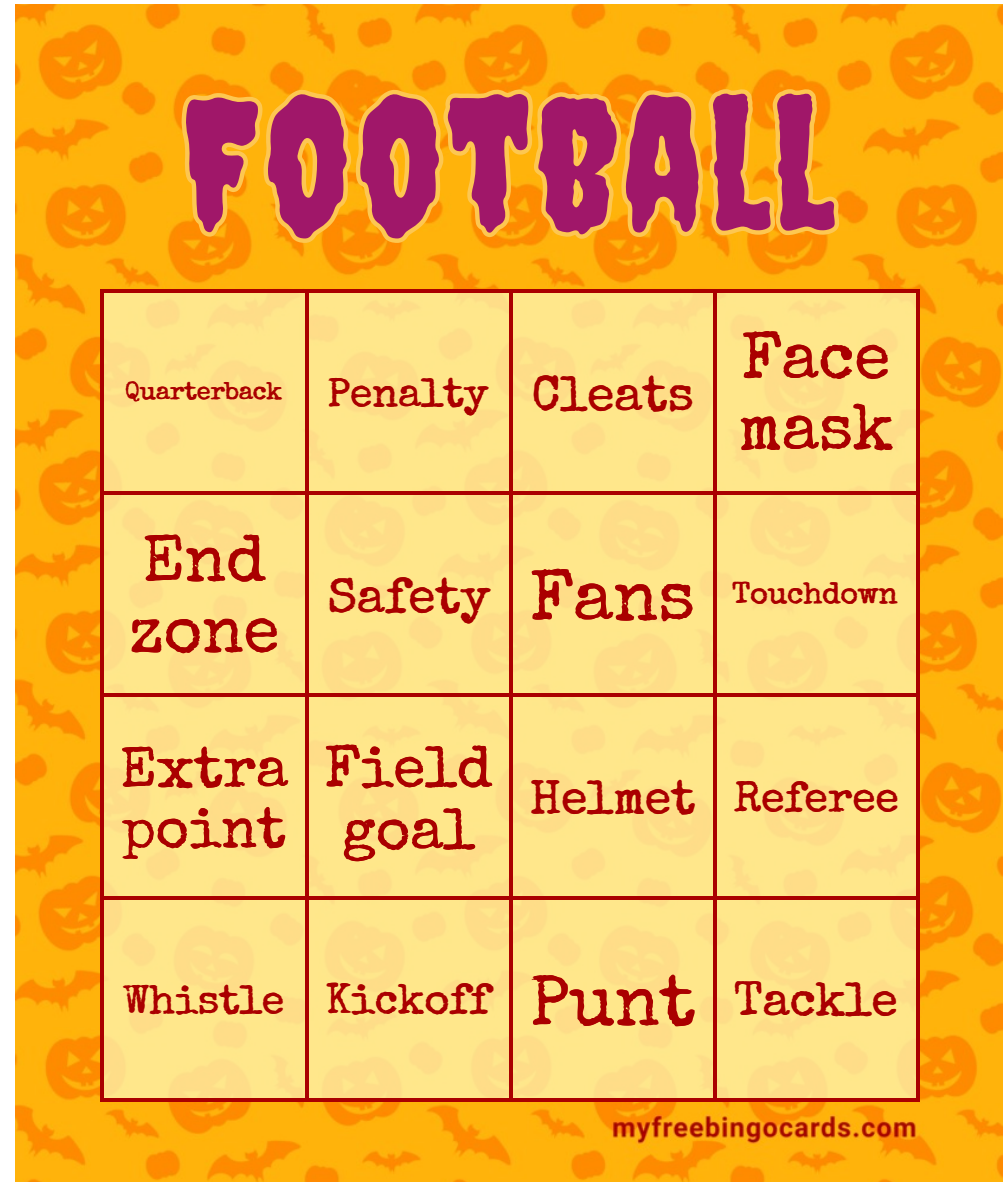 FOOTBALL
Quarterback
Penalty
Cleats
Face
mask
End
zone
Safety
Fans
Touchdown
Extra
point
Field
goal
Helmet
Referee
Whistle
Kickoff
Punt
Tackle
myfreebingocards.com